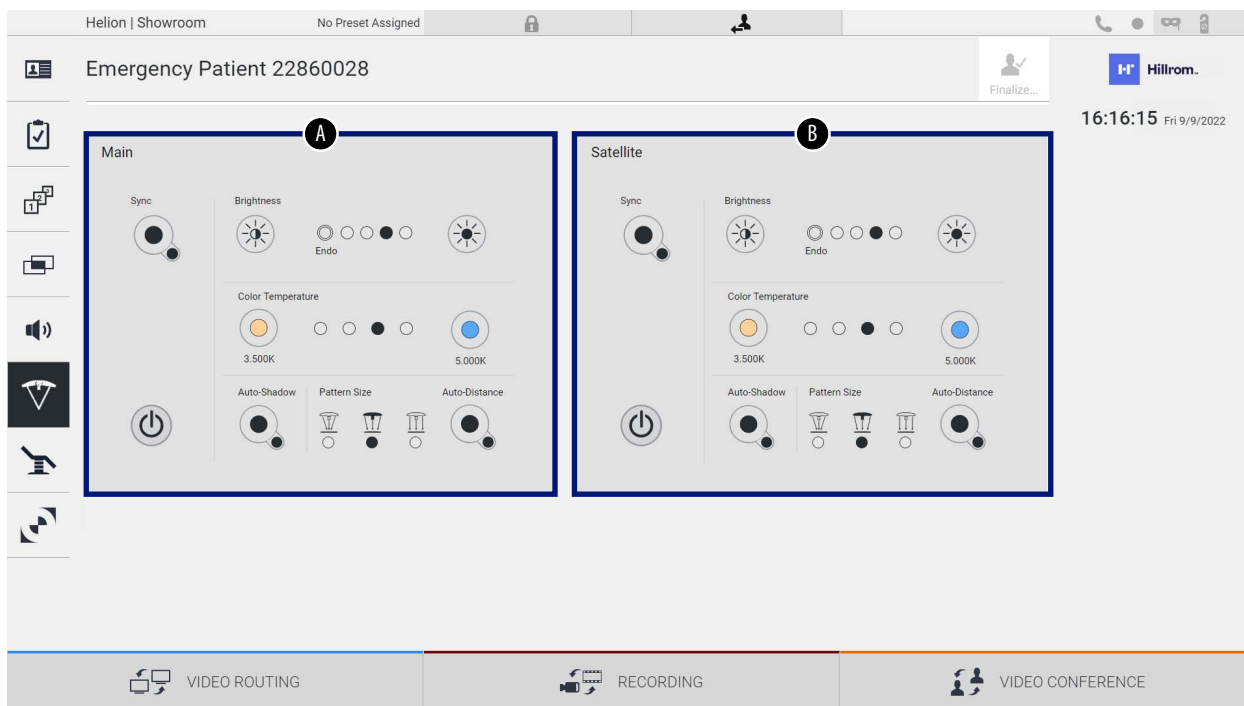 Helion | Showroom
No Preset Assigned
Emergency Patient 22860028
Finalize...
Hillrom™
16:16:15 Fri 9/9/2022
A
Main
Sync
Brightness
Endo
Color Temperature
3.500K
5.000K
Auto-Shadow
Pattern Size
Auto-Distance
B
Satellite
Sync
Brightness
Endo
Color Temperature
3.500K
5.000K
Auto-Shadow
Pattern Size
Auto-Distance
VIDEO ROUTING
RECORDING
VIDEO CONFERENCE